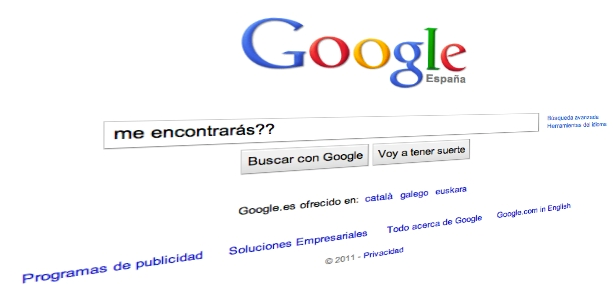 Google
España
me encontrarás??
Búsqueda avanzada
Herramientas del idioma
Buscar con Google Voy a tener suerte
Google.es ofrecido en: català galego euskara
Programas de publicidad Soluciones Empresariales Todo acerca de Google Google.com in English
© 2011 - Privacidad